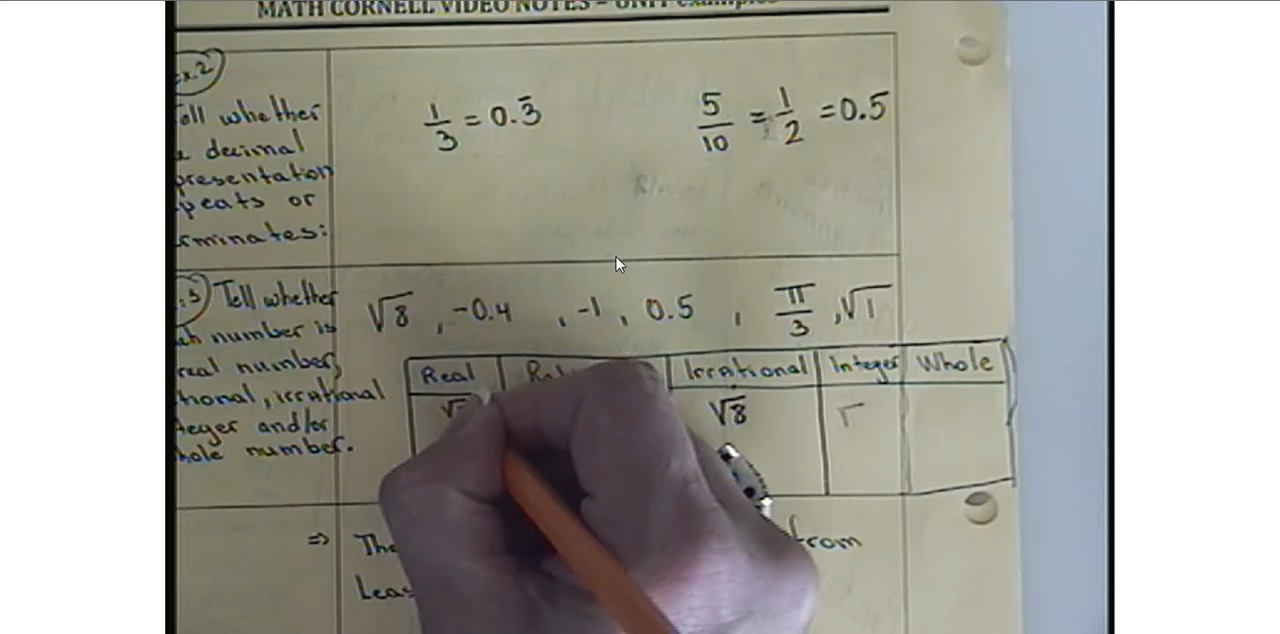 MATH CORNELL VIDEO NOTES – UNIT examples
x. 2
ell whether
decimal
presentation
peats or
rminates:
1/3 = 0.3̄
5/10 = 1/2 = 0.5
Tell whether
ch number is
real number,
tional, irrational
teger and/or
hole number.
√8 , -0.4 , -1 , 0.5 , π/3 , √1
Real Irrational Integer Whole
√8
⇒ The from
Leas